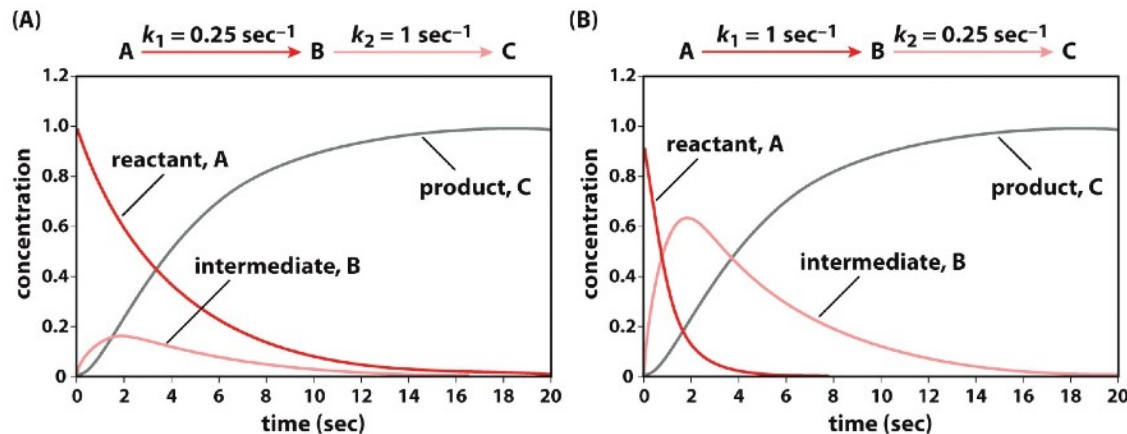 (A)
k₁ = 0.25 sec⁻¹ k₂ = 1 sec⁻¹
A B C
1.2
1.0
0.8
0.6
0.4
0.2
0
concentration
reactant, A
product, C
intermediate, B
0 2 4 6 8 10 12 14 16 18 20
time (sec)
(B)
k₁ = 1 sec⁻¹ k₂ = 0.25 sec⁻¹
A B C
1.2
1.0
0.8
0.6
0.4
0.2
0
concentration
reactant, A
product, C
intermediate, B
0 2 4 6 8 10 12 14 16 18 20
time (sec)